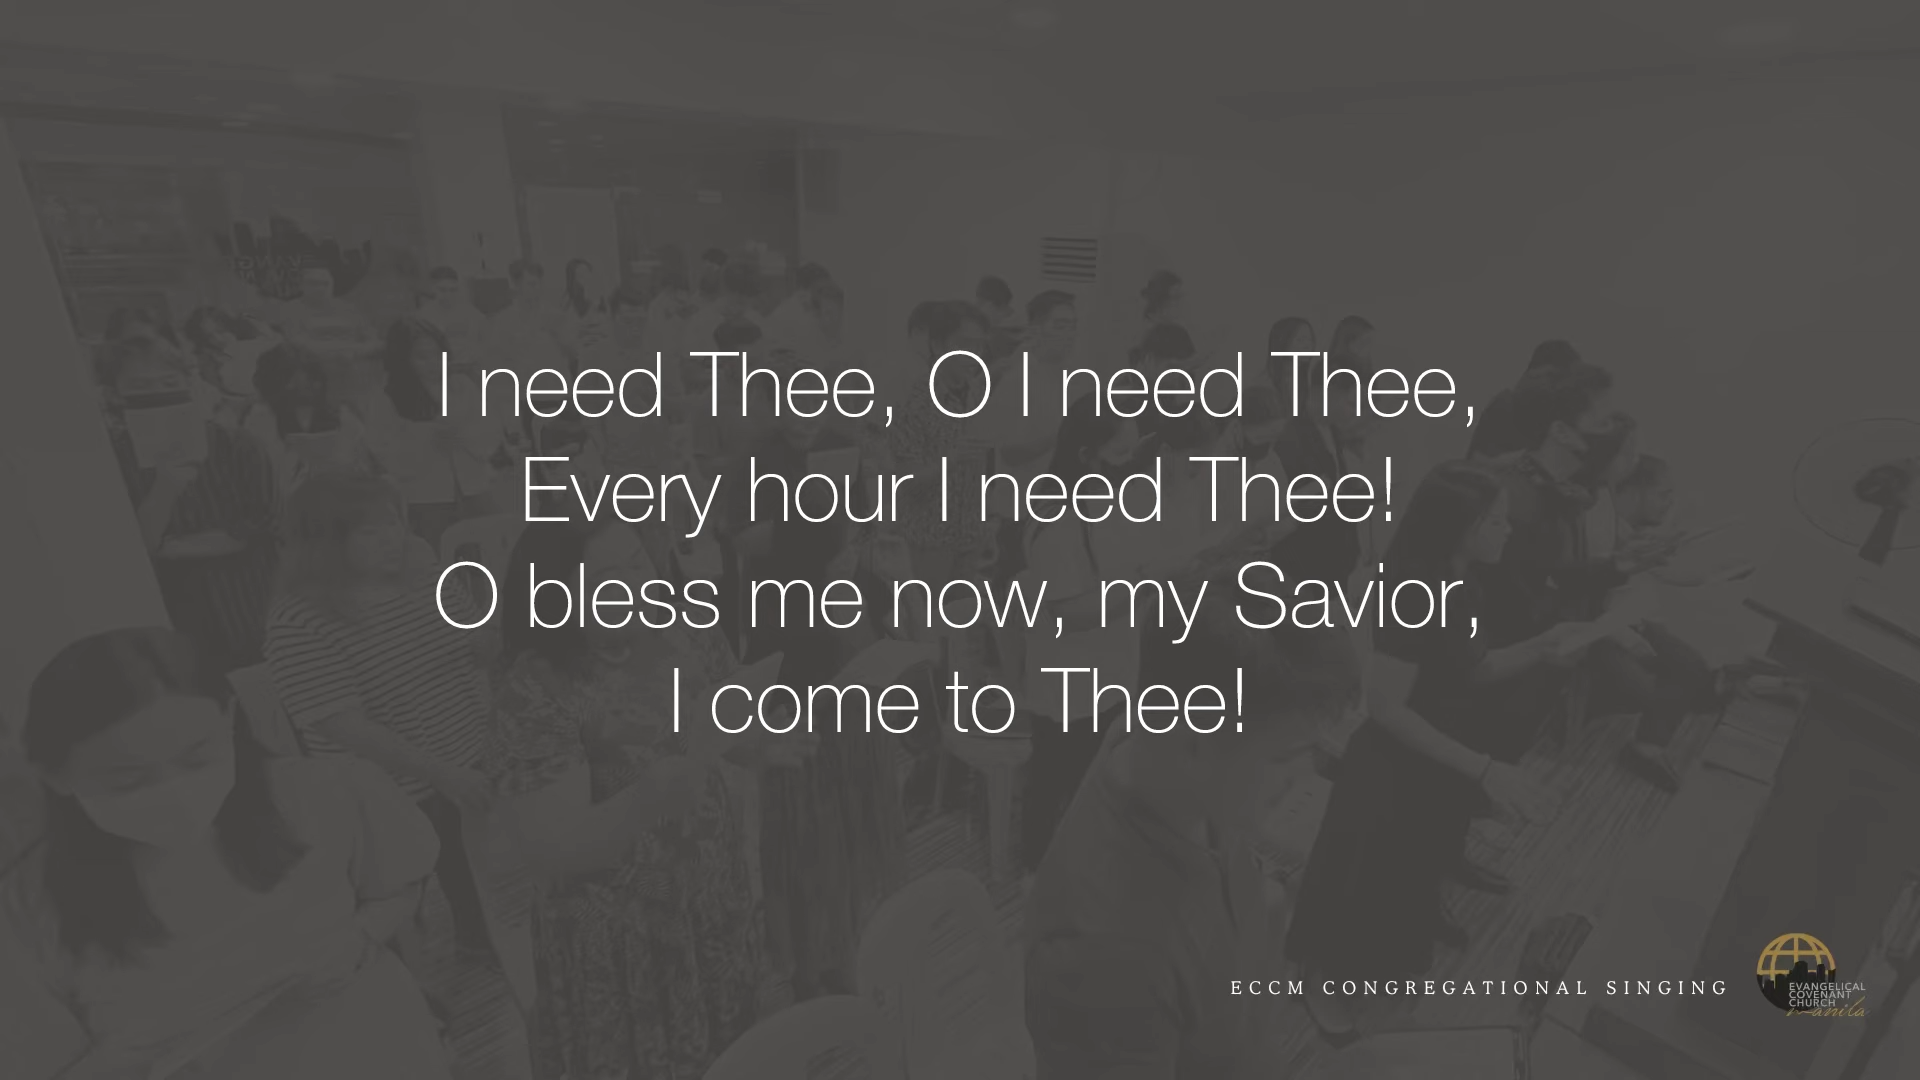 I need Thee, O I need Thee,
Every hour I need Thee!
O bless me now, my Savior,
I come to Thee!
ECCM CONGREGATIONAL SINGING
EVANGELICAL
COVENANT
CHURCH
Manila